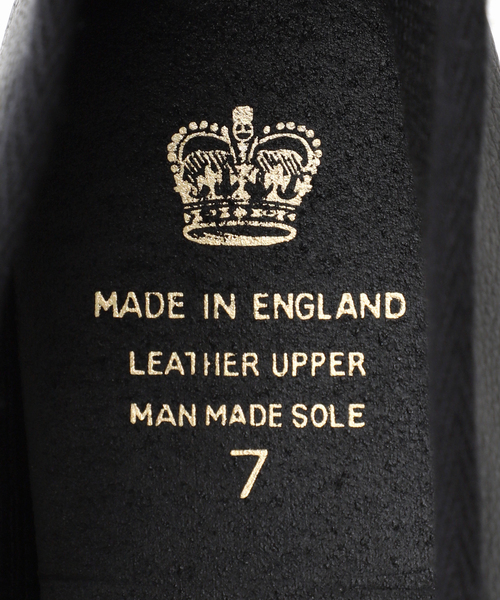 MADE IN ENGLAND
LEATHER UPPER
MAN MADE SOLE
7